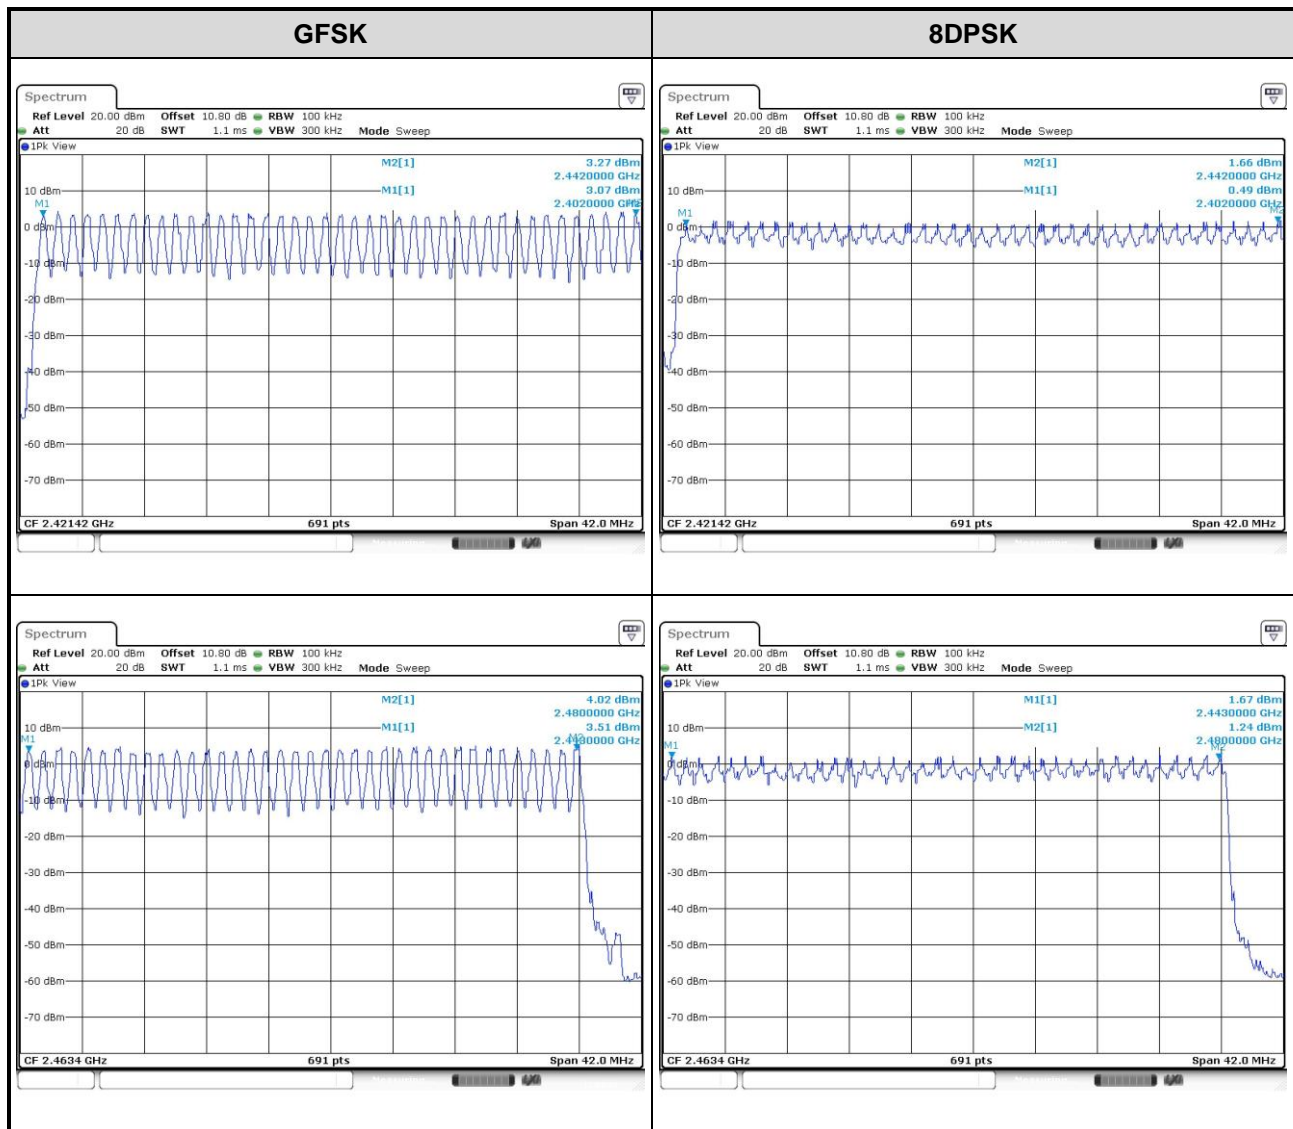 GFSK
8DPSK
Spectrum
Ref Level 20.00 dBm Offset 10.80 dB RBW 100 kHz
Att 20 dB SWT 1.1 ms VBW 300 kHz Mode Sweep
1Pk View
M2[1] 3.27 dBm
2.4420000 GHz
10 dBm
M1[1] 3.07 dBm
2.4020000 GHz
M1
0 dBm
-10 dBm
-20 dBm
-30 dBm
-40 dBm
-50 dBm
-60 dBm
-70 dBm
CF 2.42142 GHz 691 pts Span 42.0 MHz
Spectrum
Ref Level 20.00 dBm Offset 10.80 dB RBW 100 kHz
Att 20 dB SWT 1.1 ms VBW 300 kHz Mode Sweep
1Pk View
M2[1] 1.66 dBm
2.4420000 GHz
10 dBm
M1[1] 0.49 dBm
2.4020000 GHz
M1
M2
0 dBm
-10 dBm
-20 dBm
-30 dBm
-40 dBm
-50 dBm
-60 dBm
-70 dBm
CF 2.42142 GHz 691 pts Span 42.0 MHz
Spectrum
Ref Level 20.00 dBm Offset 10.80 dB RBW 100 kHz
Att 20 dB SWT 1.1 ms VBW 300 kHz Mode Sweep
1Pk View
M2[1] 4.02 dBm
2.4800000 GHz
10 dBm
M1[1] 3.51 dBm
2.4430000 GHz
M1
M2
0 dBm
-10 dBm
-20 dBm
-30 dBm
-40 dBm
-50 dBm
-60 dBm
-70 dBm
CF 2.4634 GHz 691 pts Span 42.0 MHz
Spectrum
Ref Level 20.00 dBm Offset 10.80 dB RBW 100 kHz
Att 20 dB SWT 1.1 ms VBW 300 kHz Mode Sweep
1Pk View
M1[1] 1.67 dBm
2.4430000 GHz
10 dBm
M2[1] 1.24 dBm
2.4800000 GHz
M1
M2
0 dBm
-10 dBm
-20 dBm
-30 dBm
-40 dBm
-50 dBm
-60 dBm
-70 dBm
CF 2.4634 GHz 691 pts Span 42.0 MHz